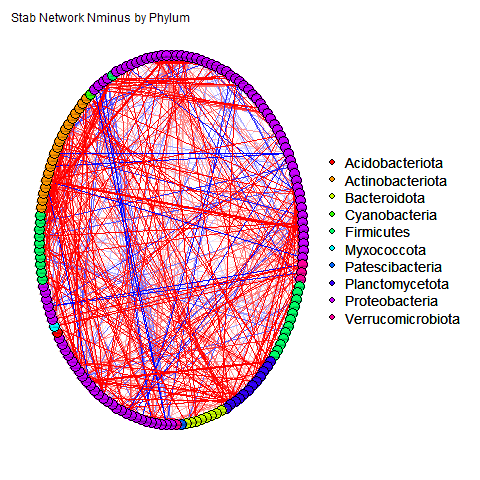 Stab Network Nminus by Phylum
Acidobacteriota
Actinobacteriota
Bacteroidota
Cyanobacteria
Firmicutes
Myxococcota
Patescibacteria
Planctomycetota
Proteobacteria
Verrucomicrobiota